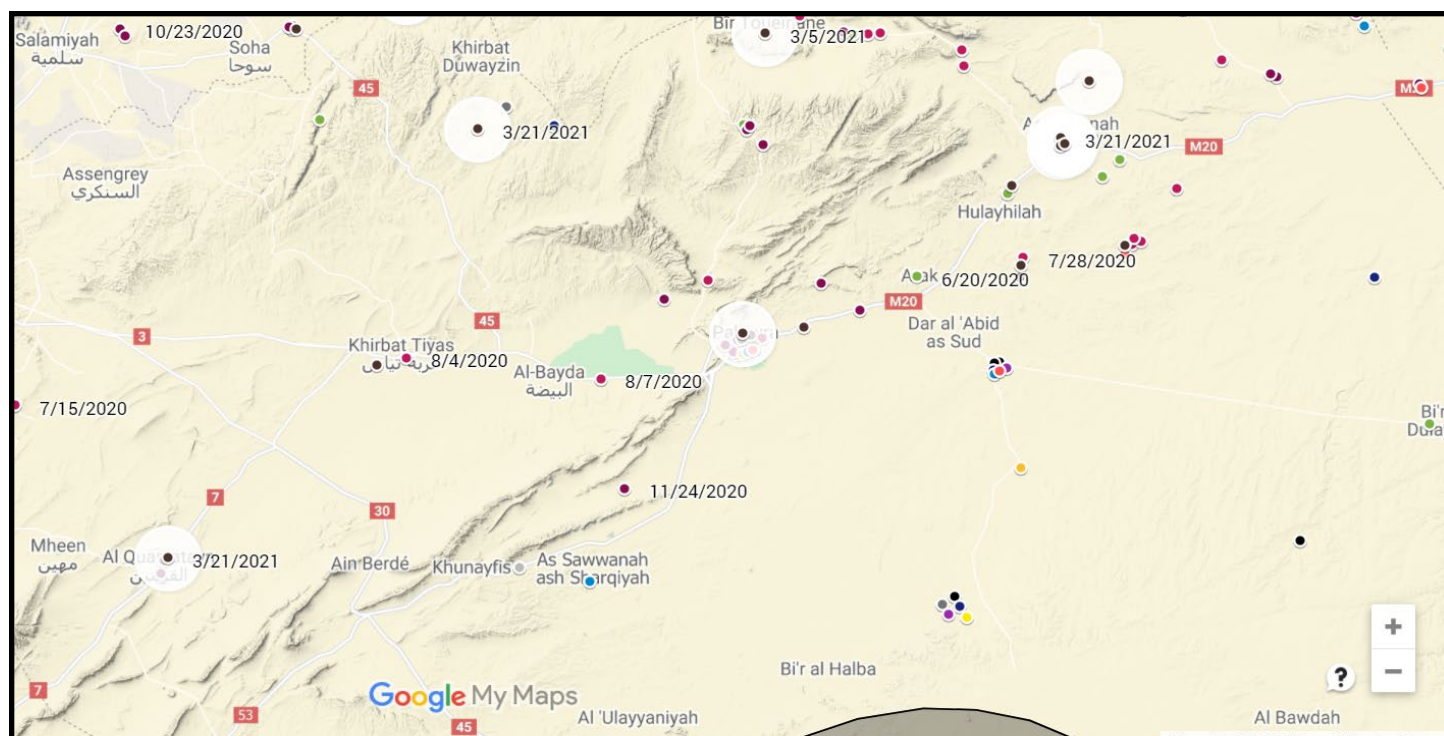 10/23/2020
Salamiyah
سلمية
Soha
سوحا
Khirbat
Duwayzin
45
3/5/2021
3/21/2021
3/21/2021
M20
Assengrey
السنكري
Hulayhilah
7/28/2020
6/20/2020
M20
Dar al 'Abid
as Sud
45
3
Khirbat Tiyas
8/4/2020
Al-Bayda
البيضة
8/7/2020
7/15/2020
Bi'r
7
11/24/2020
30
Mheen
مهين
3/21/2021
Ain Berdé
Khunayfis
As Sawwanah
ash Sharqiyah
+
−
?
Bi'r al Halba
7
Google My Maps
53
45
Al 'Ulayyaniyah
Al Bawdah